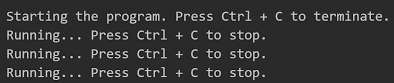 Starting the program. Press Ctrl + C to terminate.
Running... Press Ctrl + C to stop.
Running... Press Ctrl + C to stop.
Running... Press Ctrl + C to stop.